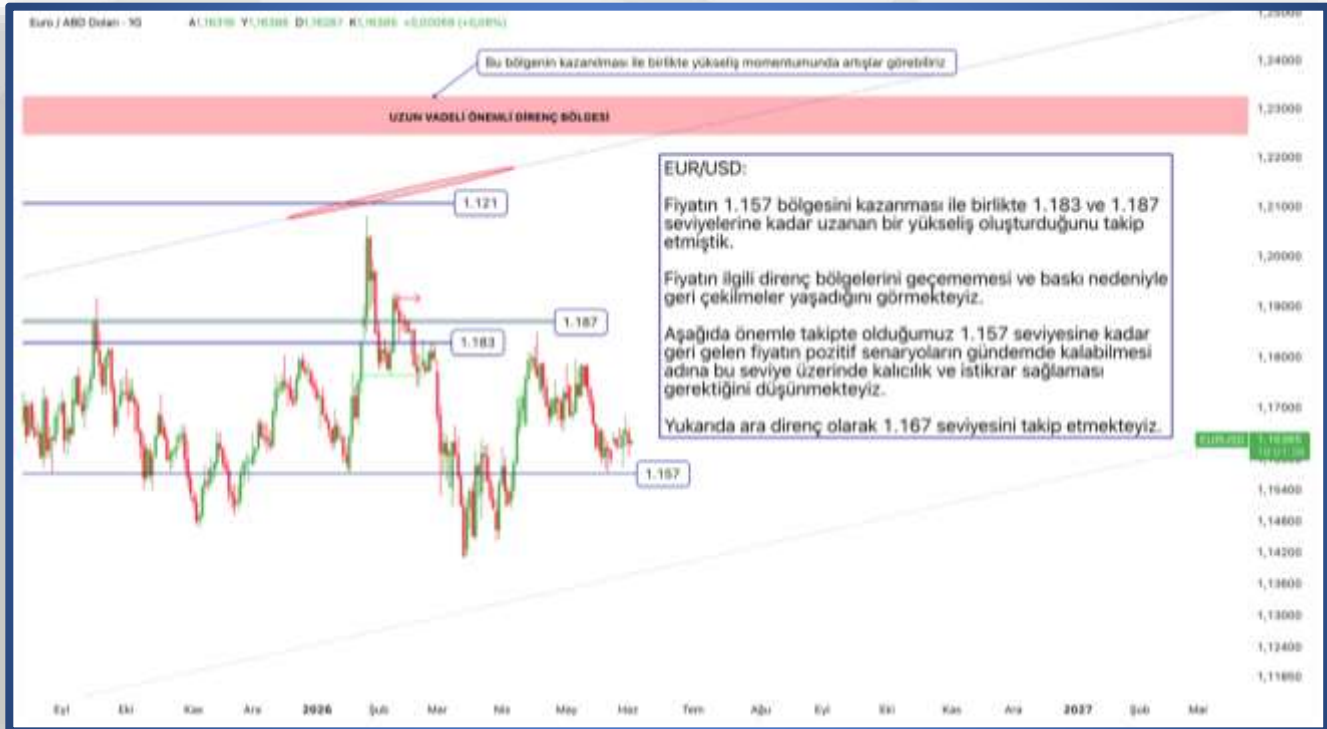 Euro / ABD Doları - 1G
Bu bölgenin kazanılması ile birlikte yükseliş momentumunda artışlar görebiliriz
UZUN VADELİ ÖNEMLİ DİRENÇ BÖLGESİ
EUR/USD:
Fiyatın 1.157 bölgesini kazanması ile birlikte 1.183 ve 1.187
seviyelerine kadar uzanan bir yükseliş oluşturduğunu takip
etmiştik.
Fiyatın ilgili direnç bölgelerini geçememesi ve baskı nedeniyle
geri çekilmeler yaşadığını görmekteyiz.
Aşağıda önemle takipte olduğumuz 1.157 seviyesine kadar
geri gelen fiyatın pozitif senaryoların gündemde kalabilmesi
adına bu seviye üzerinde kalıcılık ve istikrar sağlaması
gerektiğini düşünmekteyiz.
Yukarıda ara direnç olarak 1.167 seviyesini takip etmekteyiz.
1.121
1.187
1.183
1.157
1,25000
1,24000
1,23000
1,22000
1,21000
1,20000
1,19000
1,18000
1,17000
EURUSD
1,15400
1,14800
1,14200
1,13600
1,13000
1,12400
1,11850
Eyl Eki Kas Ara 2026 Şub Mar Nis May Haz Tem Ağu Eyl Eki Kas Ara 2027 Şub Mar